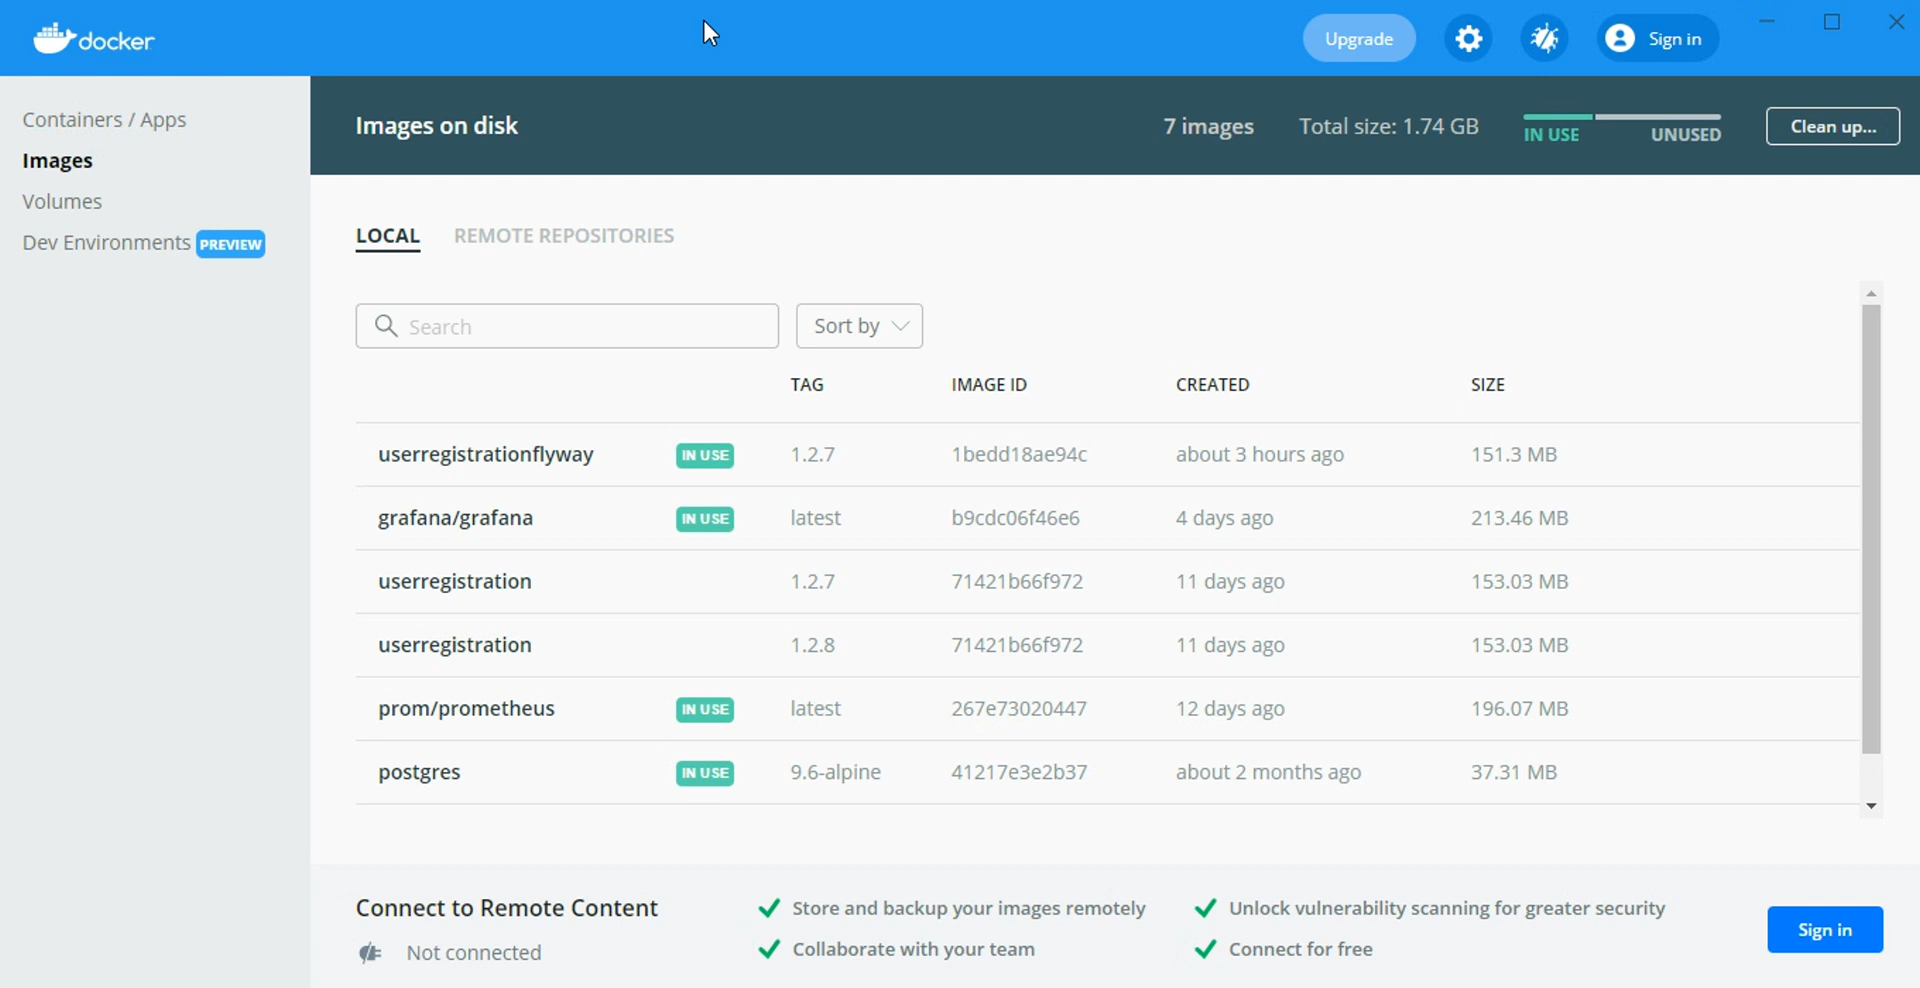 docker
Upgrade
Sign in
Containers / Apps
Images
Volumes
Dev Environments PREVIEW
Images on disk
7 images
Total size: 1.74 GB
IN USE
UNUSED
Clean up...
LOCAL
REMOTE REPOSITORIES
Search
Sort by
TAG IMAGE ID CREATED SIZE
userregistrationflyway IN USE 1.2.7 1bedd18ae94c about 3 hours ago 151.3 MB
grafana/grafana IN USE latest b9cdc06f46e6 4 days ago 213.46 MB
userregistration 1.2.7 71421b66f972 11 days ago 153.03 MB
userregistration 1.2.8 71421b66f972 11 days ago 153.03 MB
prom/prometheus IN USE latest 267e73020447 12 days ago 196.07 MB
postgres IN USE 9.6-alpine 41217e3e2b37 about 2 months ago 37.31 MB
Connect to Remote Content
Not connected
Store and backup your images remotely
Collaborate with your team
Unlock vulnerability scanning for greater security
Connect for free
Sign in